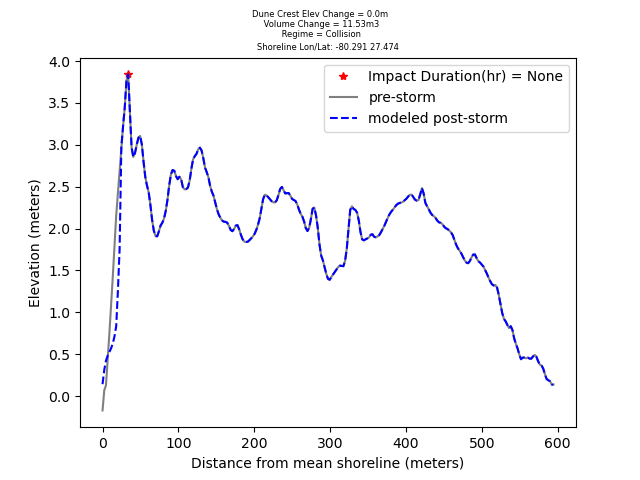 Dune Crest Elev Change = 0.0m
Volume Change = 11.53m3
Regime = Collision
Shoreline Lon/Lat: -80.291 27.474
Impact Duration(hr) = None
pre-storm
modeled post-storm
Elevation (meters)
4.0
3.5
3.0
2.5
2.0
1.5
1.0
0.5
0.0
0 100 200 300 400 500 600
Distance from mean shoreline (meters)